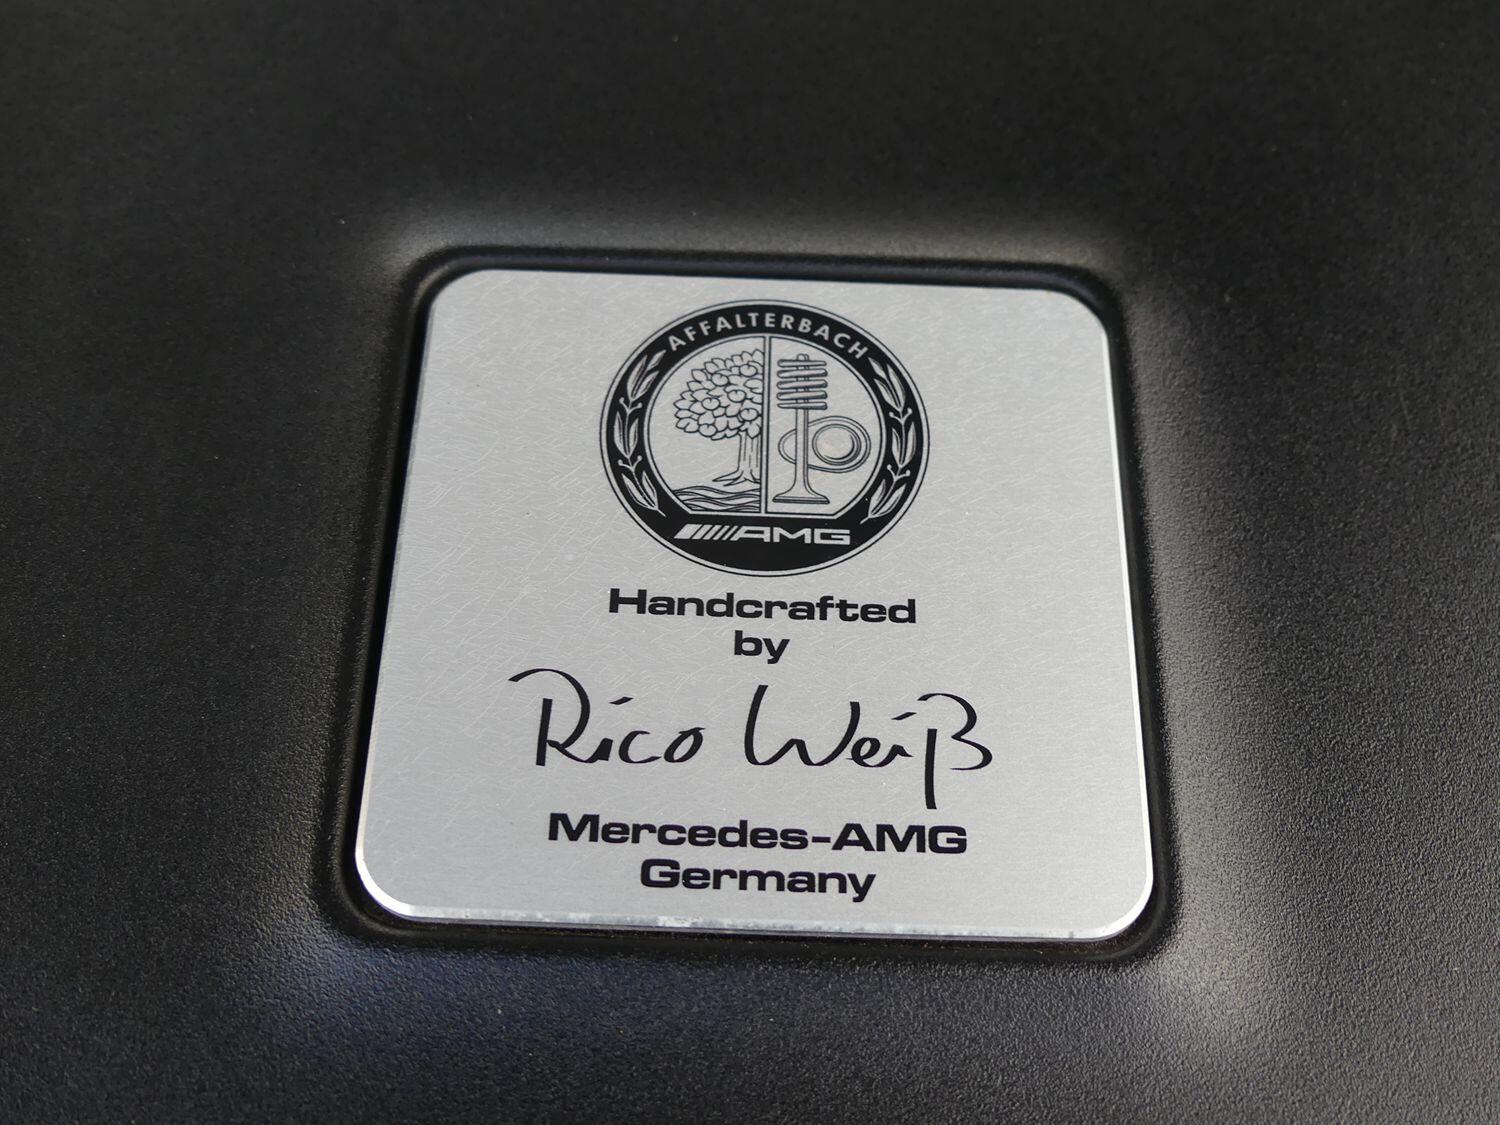 AFFALTERBACH
AMG
Handcrafted
by
Rico Weiß
Mercedes-AMG
Germany